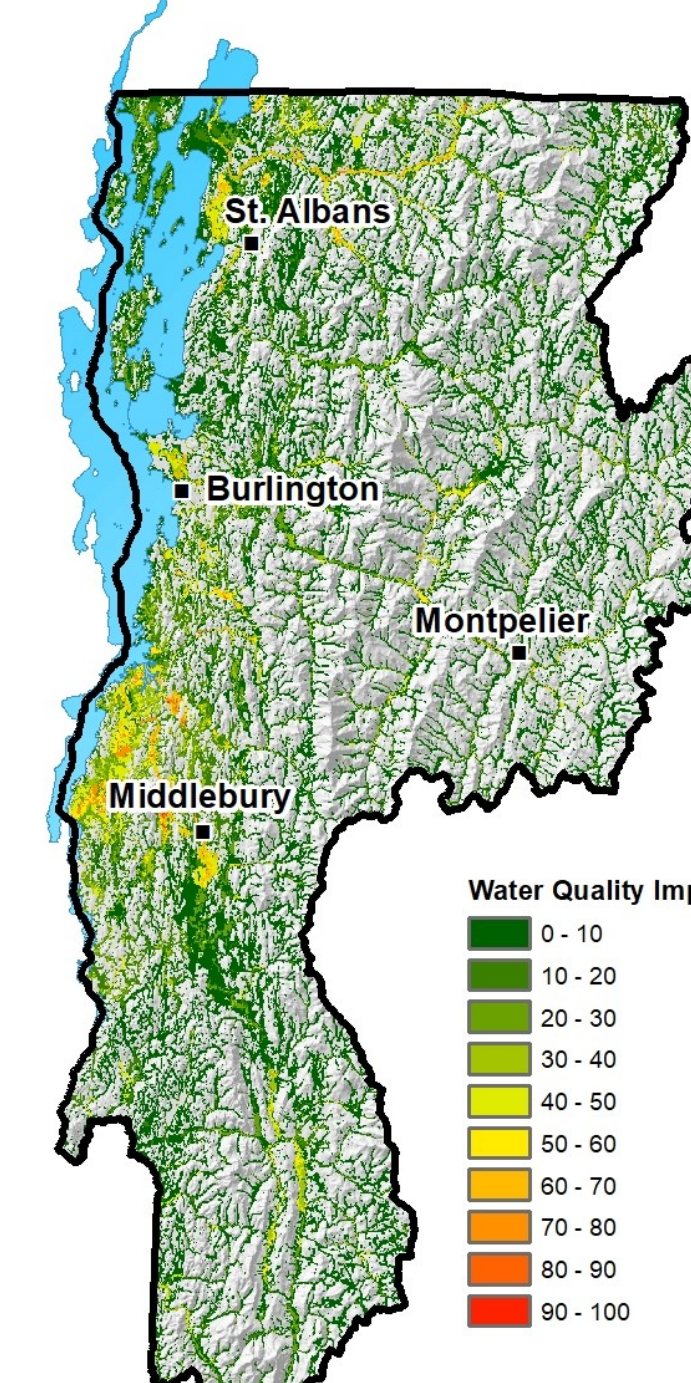 St. Albans
Burlington
Montpelier
Middlebury
Water Quality
0 - 10
10 - 20
20 - 30
30 - 40
40 - 50
50 - 60
60 - 70
70 - 80
80 - 90
90 - 100